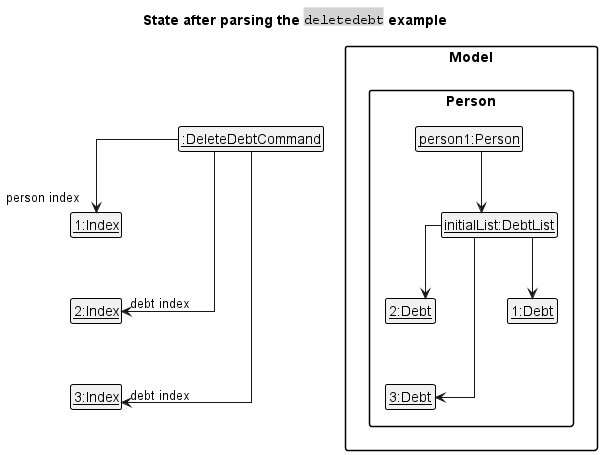 State after parsing the deletedebt example
Model
Person
:DeleteDebtCommand
person1:Person
person index
1:Index
initialList:DebtList
2:Index
debt index
2:Debt
1:Debt
3:Index
debt index
3:Debt